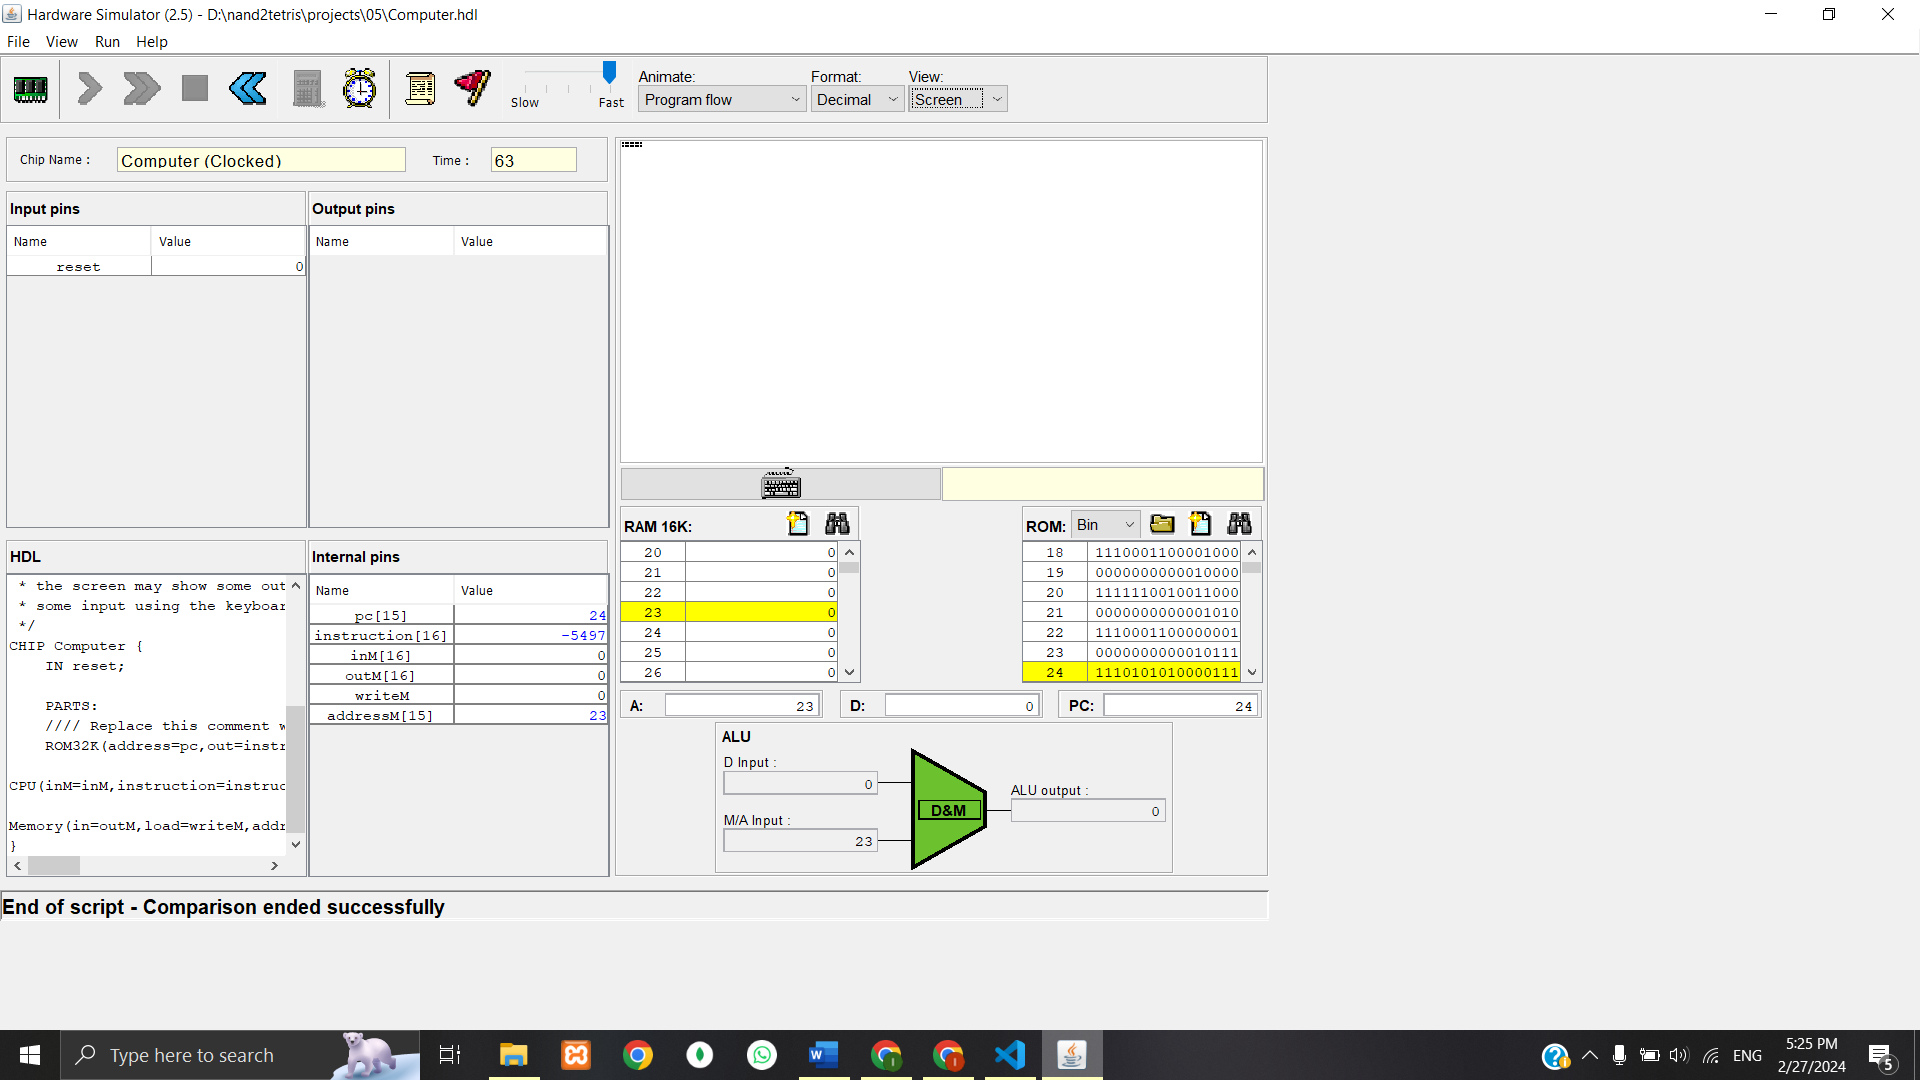 Hardware Simulator (2.5) - D:\nand2tetris\projects\05\Computer.hdl
File View Run Help
Slow Fast
Animate: Format: View:
Program flow Decimal Screen
Chip Name : Computer (Clocked) Time : 63
Input pins Output pins
Name Value Name Value
reset 0
RAM 16K: ROM: Bin
20 0 18 1110001100001000
21 0 19 0000000000010000
22 0 20 1111110010011000
23 0 21 0000000000001010
24 0 22 1110001100000001
25 0 23 0000000000010111
26 0 24 1110101010000111
A: 23 D: 0 PC: 24
HDL
* the screen may show some out
* some input using the keyboar
*/
CHIP Computer {
IN reset;
PARTS:
//// Replace this comment w
ROM32K(address=pc,out=instr
CPU(inM=inM,instruction=instruc
Memory(in=outM,load=writeM,addr
}
Internal pins
Name Value
pc[15] 24
instruction[16] -5497
inM[16] 0
outM[16] 0
writeM 0
addressM[15] 23
ALU
D Input :
0
D&M
ALU output :
0
M/A Input :
23
End of script - Comparison ended successfully
Type here to search
ENG
5:25 PM
2/27/2024
5